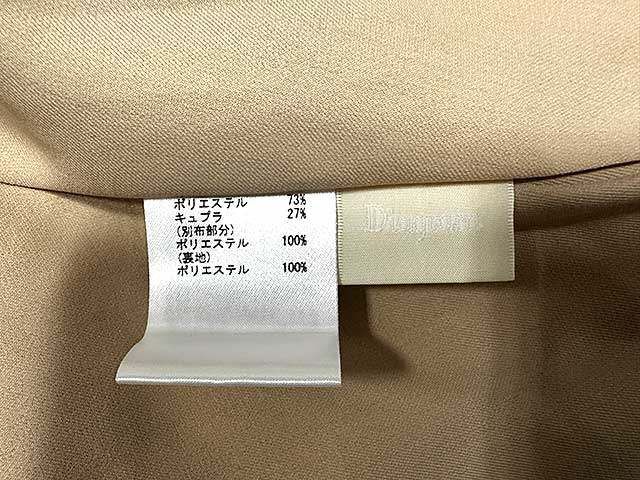 ポリエステル 73%
キュプラ 27%
(別布部分)
ポリエステル 100%
(裏地)
ポリエステル 100%